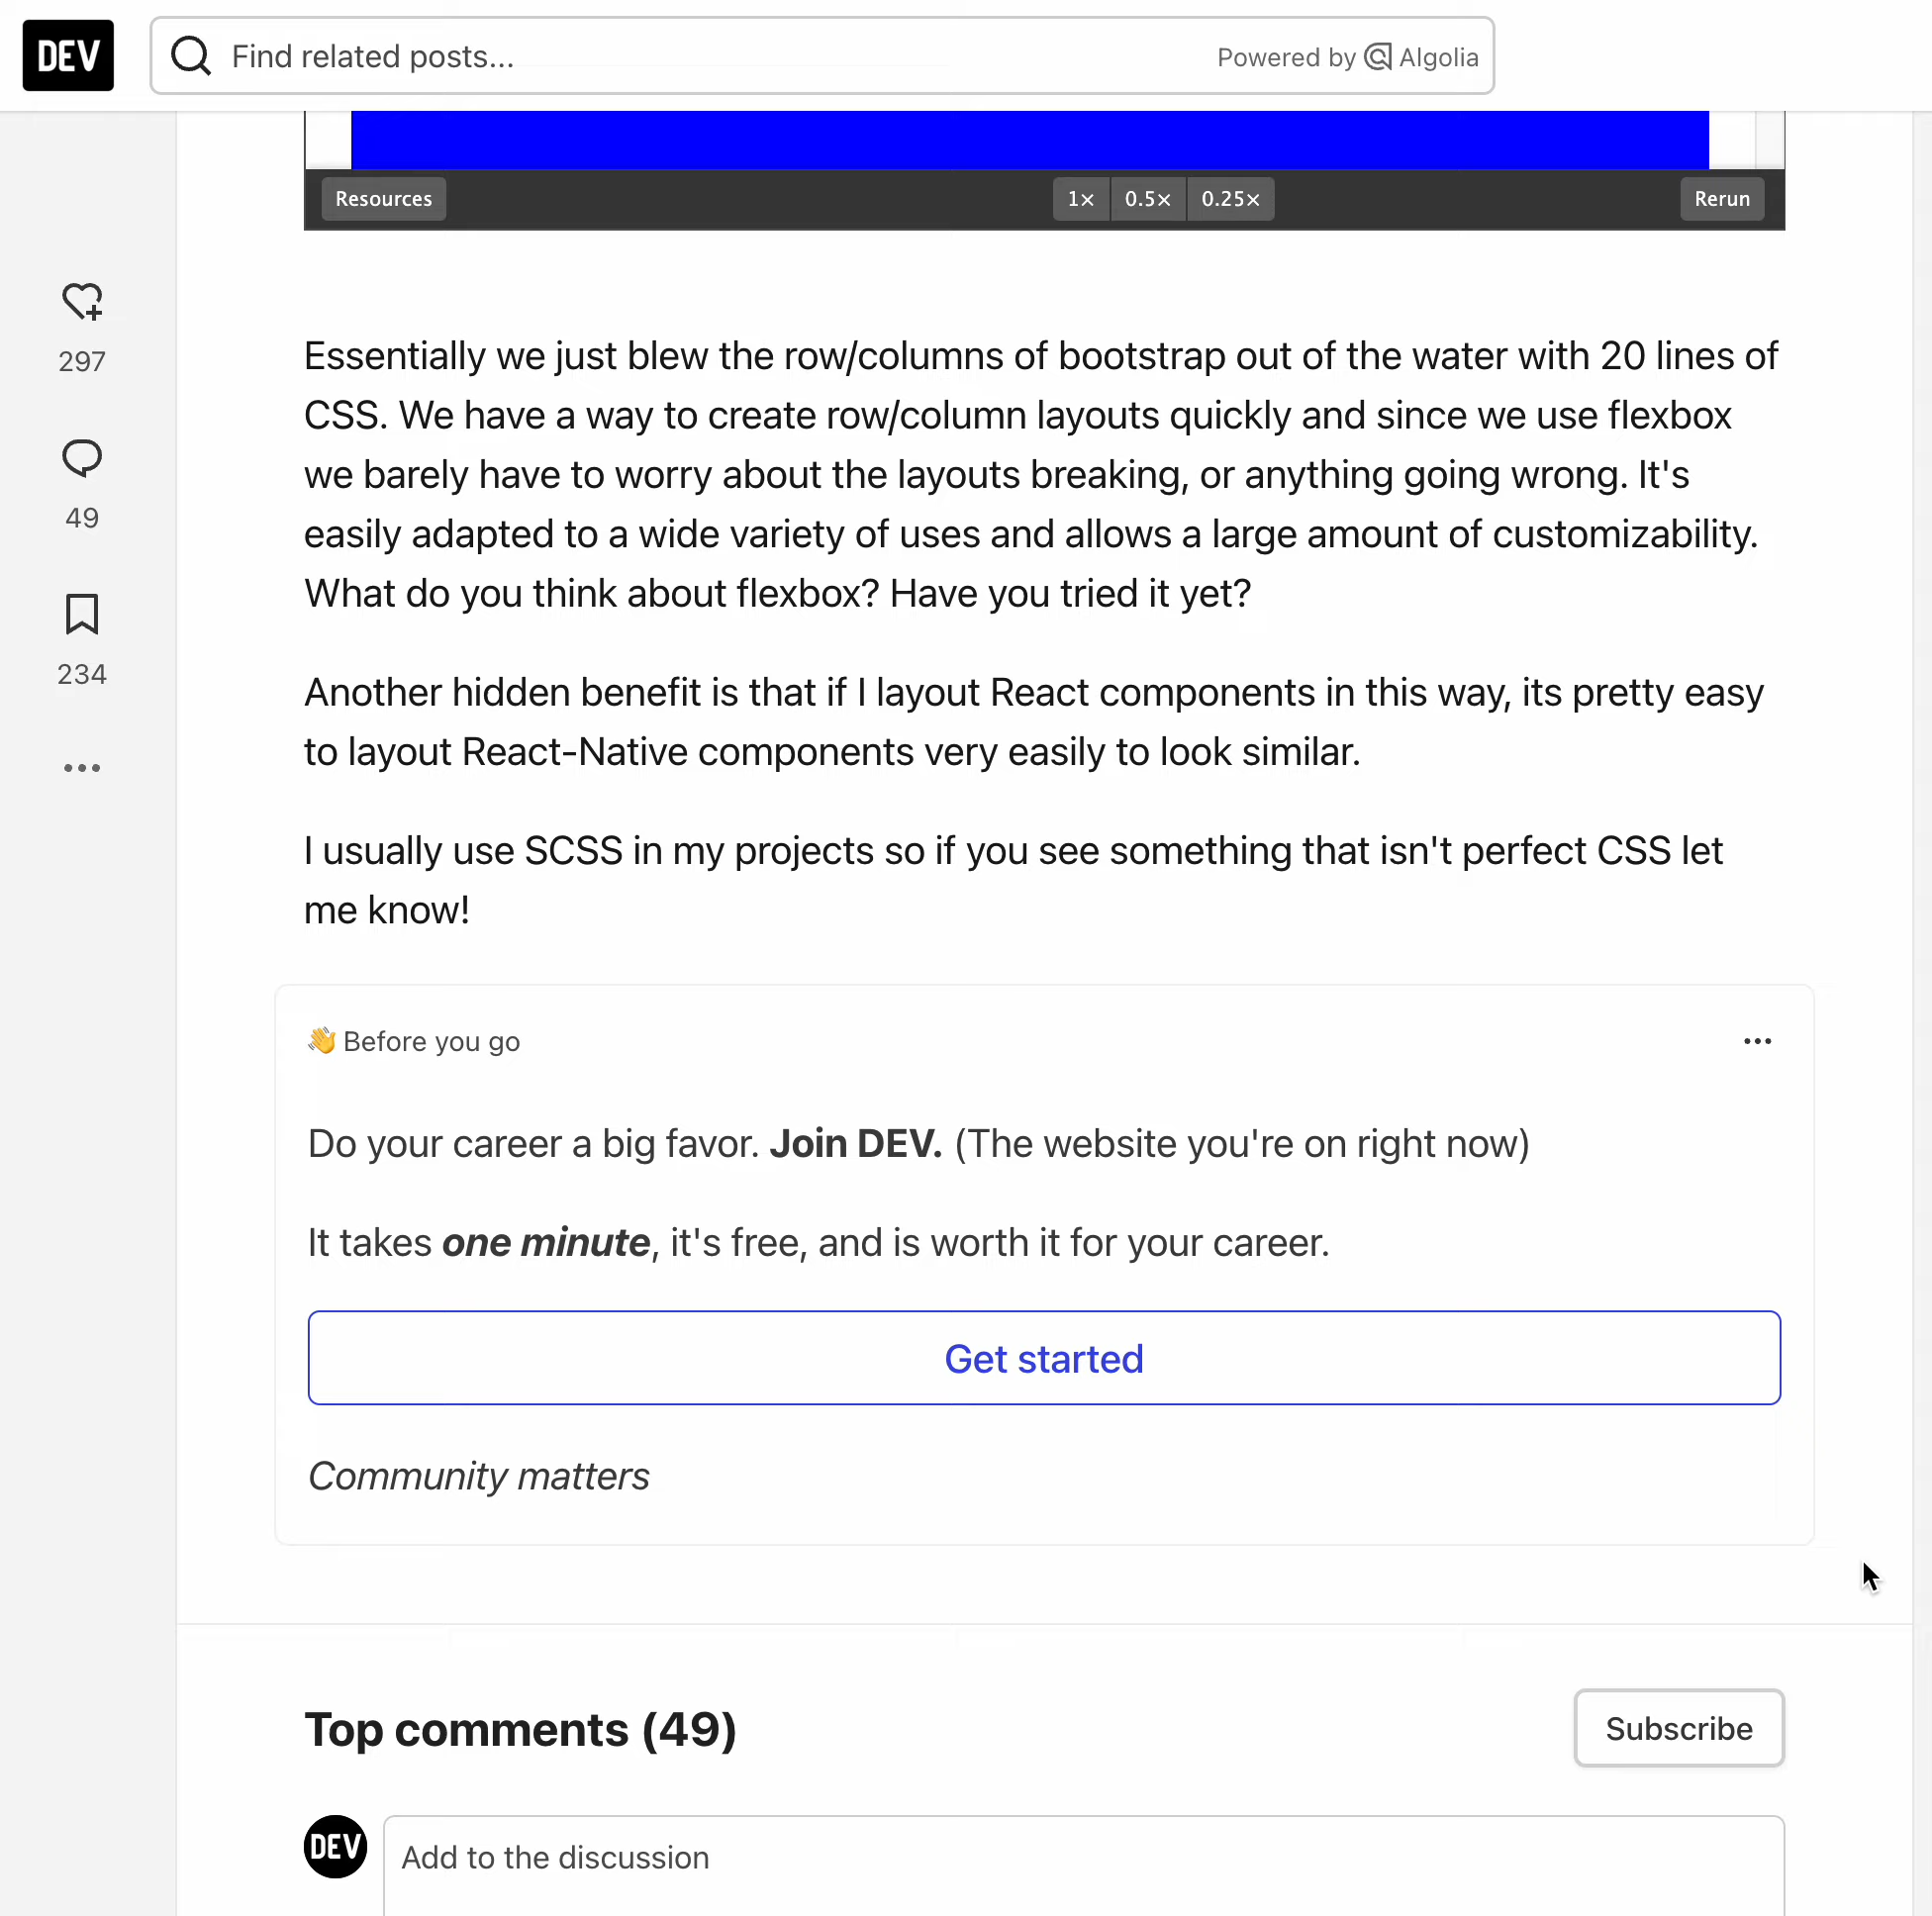 DEV
Find related posts...
Powered by Algolia
Resources
1×
0.5×
0.25×
Rerun
297
49
234
Essentially we just blew the row/columns of bootstrap out of the water with 20 lines of
CSS. We have a way to create row/column layouts quickly and since we use flexbox
we barely have to worry about the layouts breaking, or anything going wrong. It's
easily adapted to a wide variety of uses and allows a large amount of customizability.
What do you think about flexbox? Have you tried it yet?
Another hidden benefit is that if I layout React components in this way, its pretty easy
to layout React-Native components very easily to look similar.
I usually use SCSS in my projects so if you see something that isn't perfect CSS let
me know!
👋 Before you go
Do your career a big favor. Join DEV. (The website you're on right now)
It takes one minute, it's free, and is worth it for your career.
Get started
Community matters
Top comments (49)
Subscribe
DEV
Add to the discussion